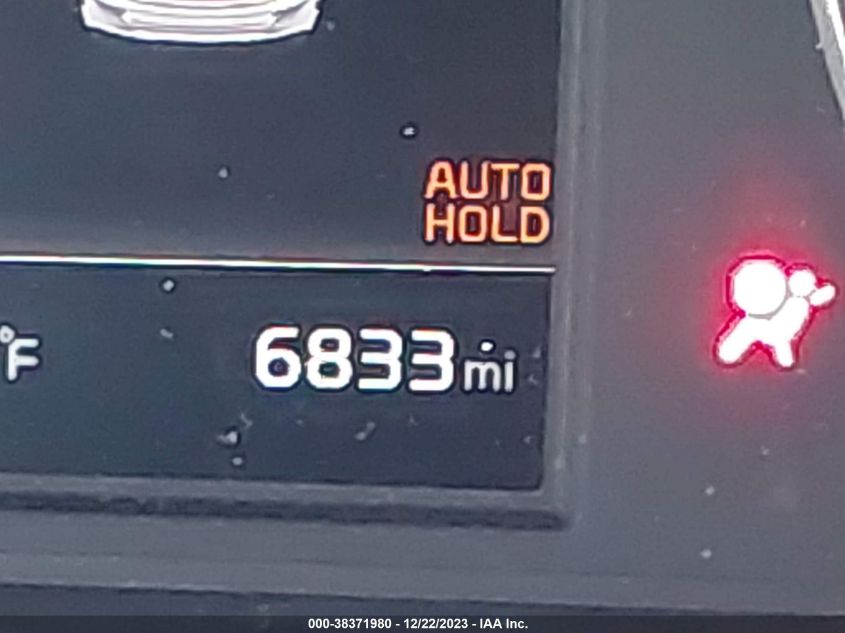 AUTO
HOLD
°F
6833 mi
000-38371980 - 12/22/2023 - IAA Inc.